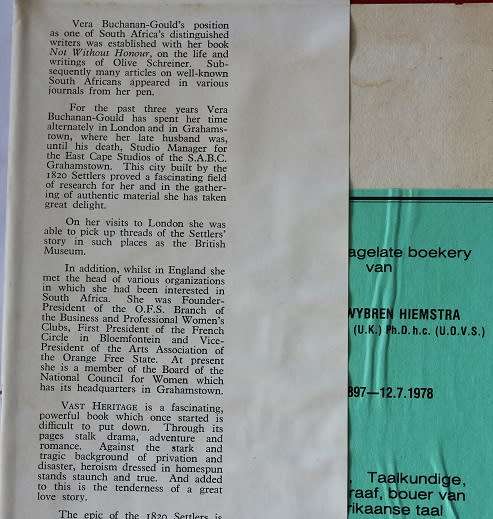 Vera Buchanan-Gould's position
as one of South Africa's distinguished
writers was established with her book
Not Without Honour, on the life and
writings of Olive Schreiner. Sub-
sequently many articles on well-known
South Africans appeared in various
journals from her pen.
For the past three years Vera
Buchanan-Gould has spent her time
alternately in London and in Grahams-
town, where her late husband was,
until his death, Studio Manager for
the East Cape Studios of the S.A.B.C.
Grahamstown. This city built by the
1820 Settlers proved a fascinating field
of research for her and in the gather-
ing of authentic material she has taken
great delight.
On her visits to London she was
able to pick up threads of the Settlers'
story in such places as the British
Museum.
In addition, whilst in England she
met the head of various organizations
in which she had been interested in
South Africa. She was Founder-
President of the O.F.S. Branch of
the Business and Professional Women's
Clubs, First President of the French
Circle in Bloemfontein and Vice-
President of the Arts Association of
the Orange Free State. At present
she is a member of the Board of the
National Council for Women which
has its headquarters in Grahamstown.
VAST HERITAGE is a fascinating,
powerful book which once started is
difficult to put down. Through its
pages stalk drama, adventure and
romance. Against the stark and
tragic background of privation and
disaster, heroism dressed in homespun
stands staunch and true. And added
to this is the tenderness of a great
love story.
The epic of the 1820 Settlers is
agelate boekery
van
WYBREN HIEMSTRA
(U.K.) Ph.D.h.c. (U.O.V.S.)
897—12.7.1978
, Taalkundige,
raaf, bouer van
rikaanse taal